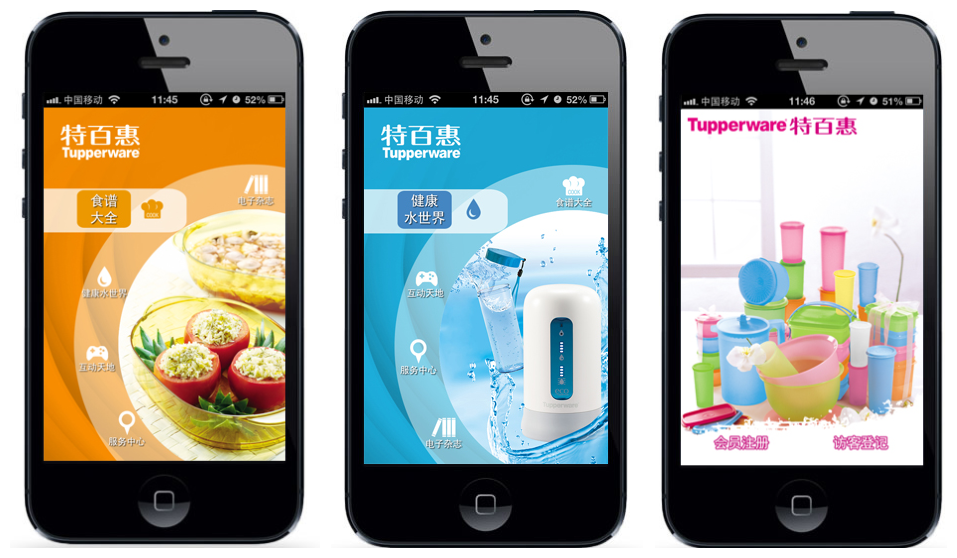 中国移动 11:45 52%
特百惠
Tupperware
食谱
大全
COOK
电子杂志
健康水世界
互动天地
服务中心
中国移动 11:45 52%
特百惠
Tupperware
健康
水世界
COOK
食谱大全
互动天地
服务中心
电子杂志
Tupperware
中国移动 11:46 51%
Tupperware 特百惠
会员注册 访客登记